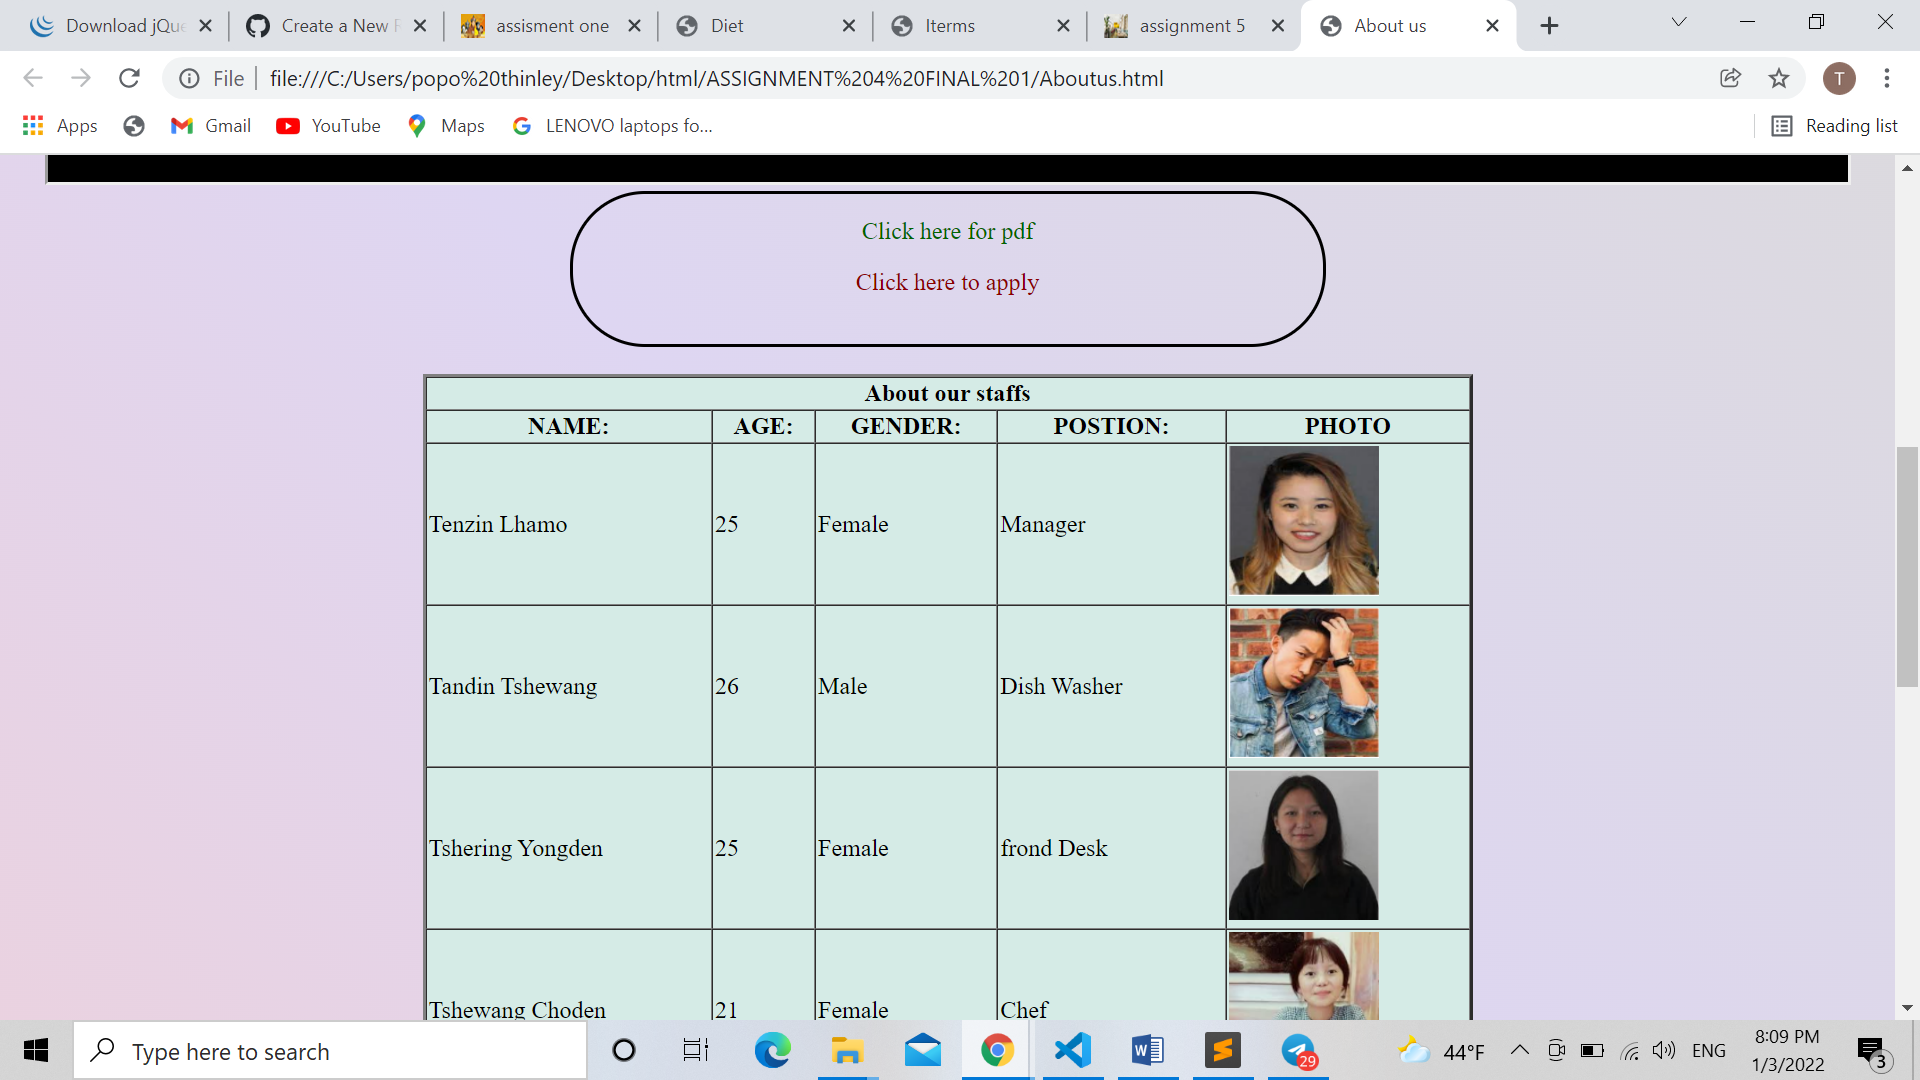 Download jQue
Create a New F
assisment one
Diet
Iterms
assignment 5
About us
File
file:///C:/Users/popo%20thinley/Desktop/html/ASSIGNMENT%204%20FINAL%201/Aboutus.html
T
Apps
Gmail
YouTube
Maps
LENOVO laptops fo...
Reading list
Click here for pdf
Click here to apply
About our staffs
NAME: AGE: GENDER: POSTION: PHOTO
Tenzin Lhamo 25 Female Manager
Tandin Tshewang 26 Male Dish Washer
Tshering Yongden 25 Female frond Desk
Tshewang Choden 21 Female Chef
Type here to search
29
44°F
ENG
8:09 PM
1/3/2022
3